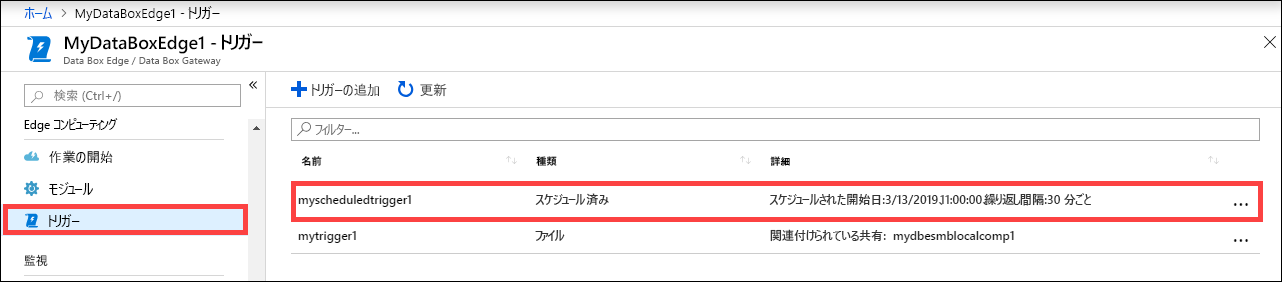 ホーム > MyDataBoxEdge1 - トリガー
MyDataBoxEdge1 - トリガー
Data Box Edge / Data Box Gateway
検索 (Ctrl+/)
«
Edge コンピューティング
作業の開始
モジュール
トリガー
監視
トリガーの追加 更新
フィルター...
名前 種類 詳細
myscheduledtrigger1 スケジュール済み スケジュールされた開始日:3/13/2019,11:00:00,繰り返し間隔:30 分ごと ...
mytrigger1 ファイル 関連付けられている共有: mydbesmblocalcomp1 ...